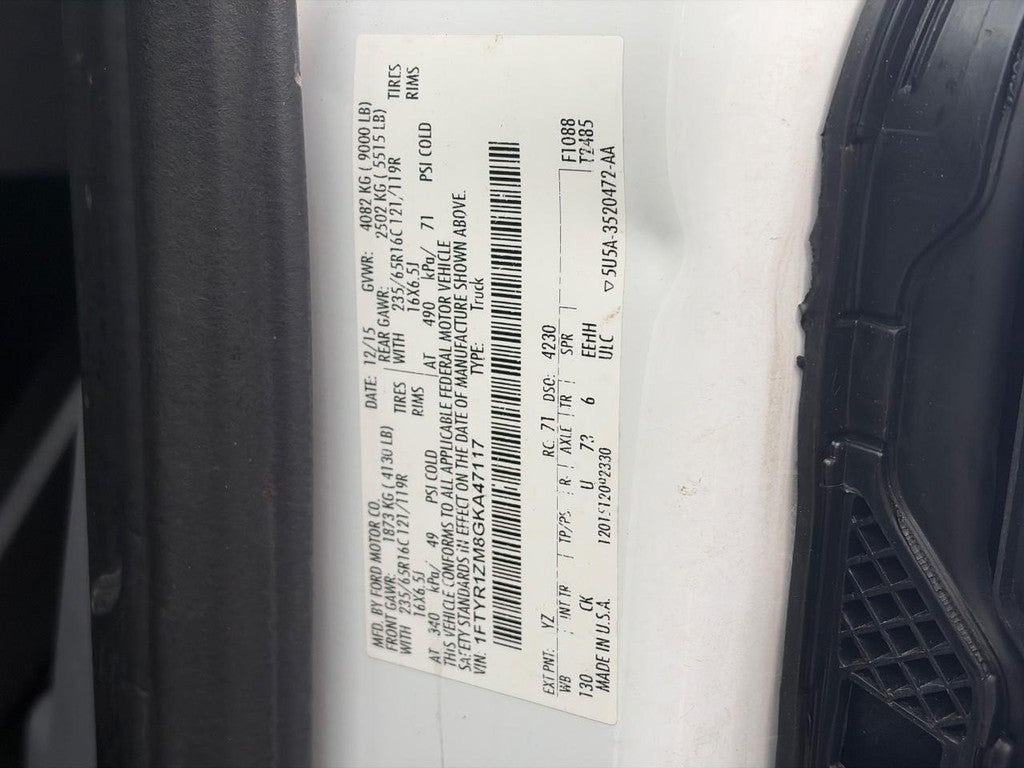 MFD. BY FORD MOTOR CO. DATE: 12/15 GVWR: 4082 KG ( 9000 LB)
FRONT GAWR: 1873 KG ( 4130 LB) REAR GAWR: 2502 KG ( 5515 LB)
WITH 235/65R16C 121/119R TIRES WITH 235/65R16C 121/119R TIRES
16X6.5J RIMS 16X6.5J RIMS
AT 340 kPa/ 49 PSI COLD AT 490 kPa/ 71 PSI COLD
THIS VEHICLE CONFORMS TO ALL APPLICABLE FEDERAL MOTOR VEHICLE
SAFETY STANDARDS IN EFFECT ON THE DATE OF MANUFACTURE SHOWN ABOVE.
VIN: 1FTYR1ZM8GKA47117 TYPE: Truck
EXT PNT: YZ RC: 71 DSO: 4230 F1088
WB INT TR TP/PS R AXLE TR SPR T2485
130 CK U 73 6 EEHH
MADE IN U.S.A. ULC
5U5A-3520472-AA